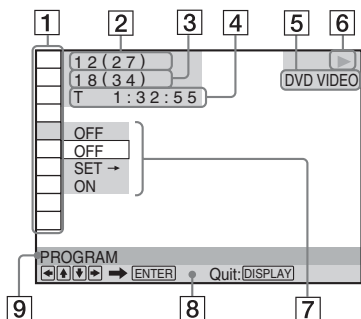 1 2 3 4 5 6
12(27)
18(34)
T 1:32:55
DVD VIDEO
OFF
OFF
SET →
ON
PROGRAM
ENTER Quit: DISPLAY
9 8 7